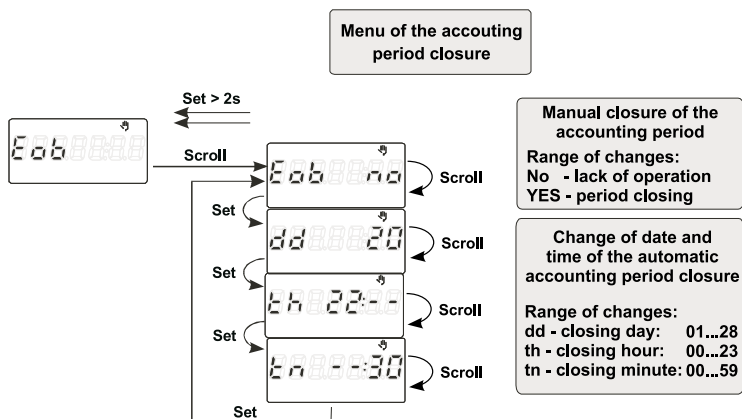 Menu of the accouting
period closure
Set > 2s
Eob
Scroll
Eob no
Scroll
Set
dd 20
Scroll
Set
th 22:--
Scroll
Set
tn --:30
Scroll
Set
Manual closure of the
accounting period
Range of changes:
No - lack of operation
YES - period closing
Change of date and
time of the automatic
accounting period closure
Range of changes:
dd - closing day: 01...28
th - closing hour: 00...23
tn - closing minute: 00...59